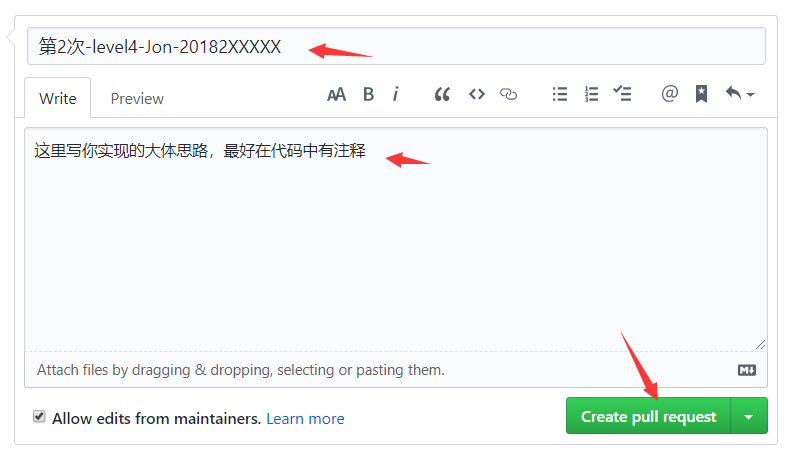 第2次-level4-Jon-20182XXXXX
Write Preview AA B i
这里写你实现的大体思路，最好在代码中有注释
Attach files by dragging & dropping, selecting or pasting them.
Allow edits from maintainers. Learn more
Create pull request